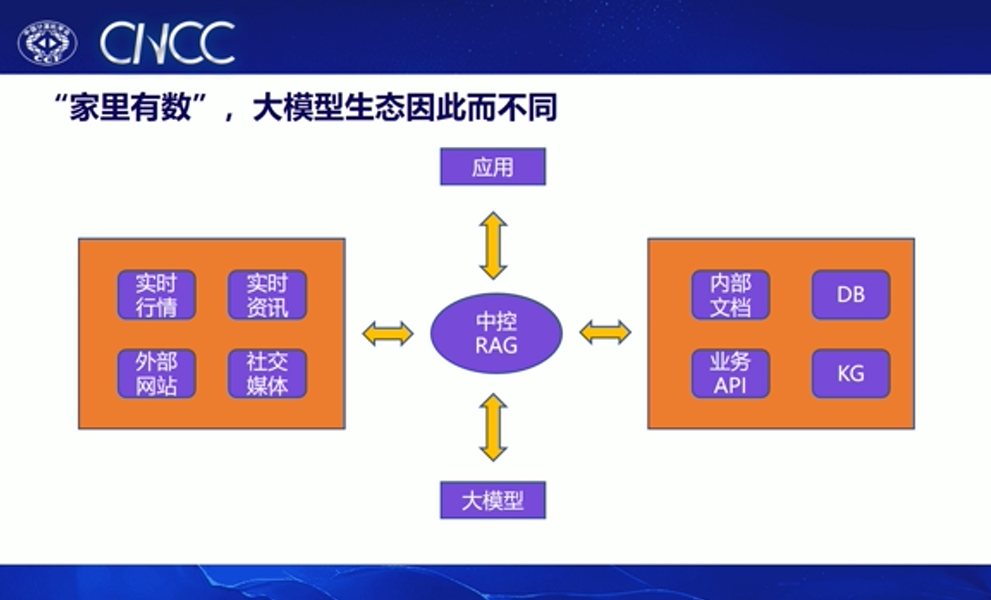 CCF
CNCC
“家里有数”，大模型生态因此而不同
应用
实时
行情
实时
资讯
外部
网站
社交
媒体
中控
RAG
内部
文档
DB
业务
API
KG
大模型